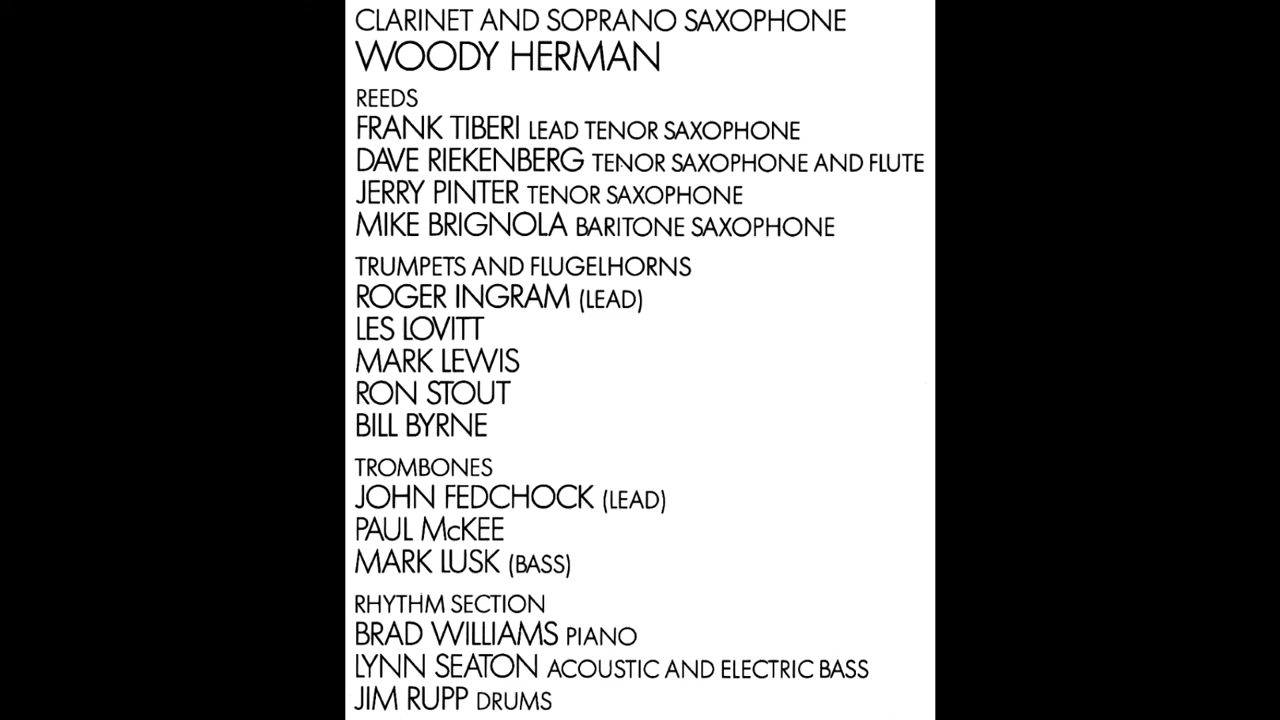 CLARINET AND SOPRANO SAXOPHONE
WOODY HERMAN
REEDS
FRANK TIBERI LEAD TENOR SAXOPHONE
DAVE RIEKENBERG TENOR SAXOPHONE AND FLUTE
JERRY PINTER TENOR SAXOPHONE
MIKE BRIGNOLA BARITONE SAXOPHONE
TRUMPETS AND FLUGELHORNS
ROGER INGRAM (LEAD)
LES LOVITT
MARK LEWIS
RON STOUT
BILL BYRNE
TROMBONES
JOHN FEDCHOCK (LEAD)
PAUL McKEE
MARK LUSK (BASS)
RHYTHM SECTION
BRAD WILLIAMS PIANO
LYNN SEATON ACOUSTIC AND ELECTRIC BASS
JIM RUPP DRUMS